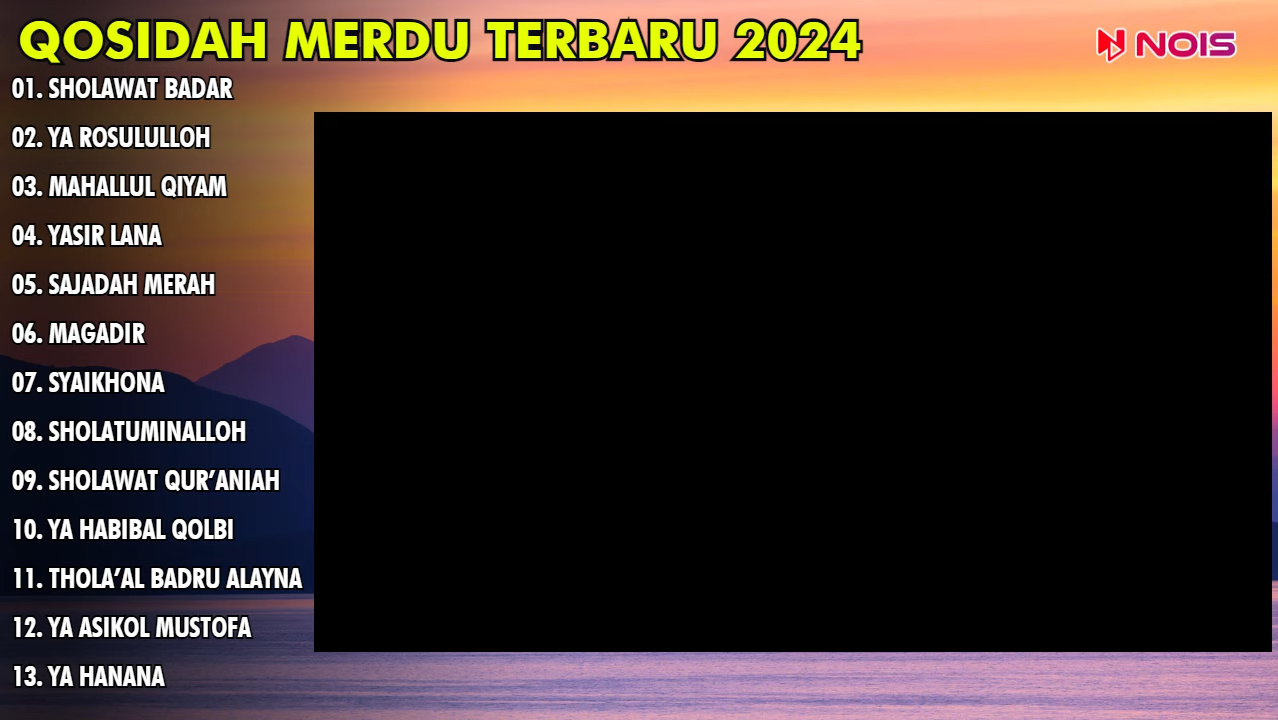 QOSIDAH MERDU TERBARU 2024
NOIS
01. SHOLAWAT BADAR
02. YA ROSULULLOH
03. MAHALLUL QIYAM
04. YASIR LANA
05. SAJADAH MERAH
06. MAGADIR
07. SYAIKHONA
08. SHOLATUMINALLOH
09. SHOLAWAT QUR’ANIAH
10. YA HABIBAL QOLBI
11. THOLA’AL BADRU ALAYNA
12. YA ASIKOL MUSTOFA
13. YA HANANA